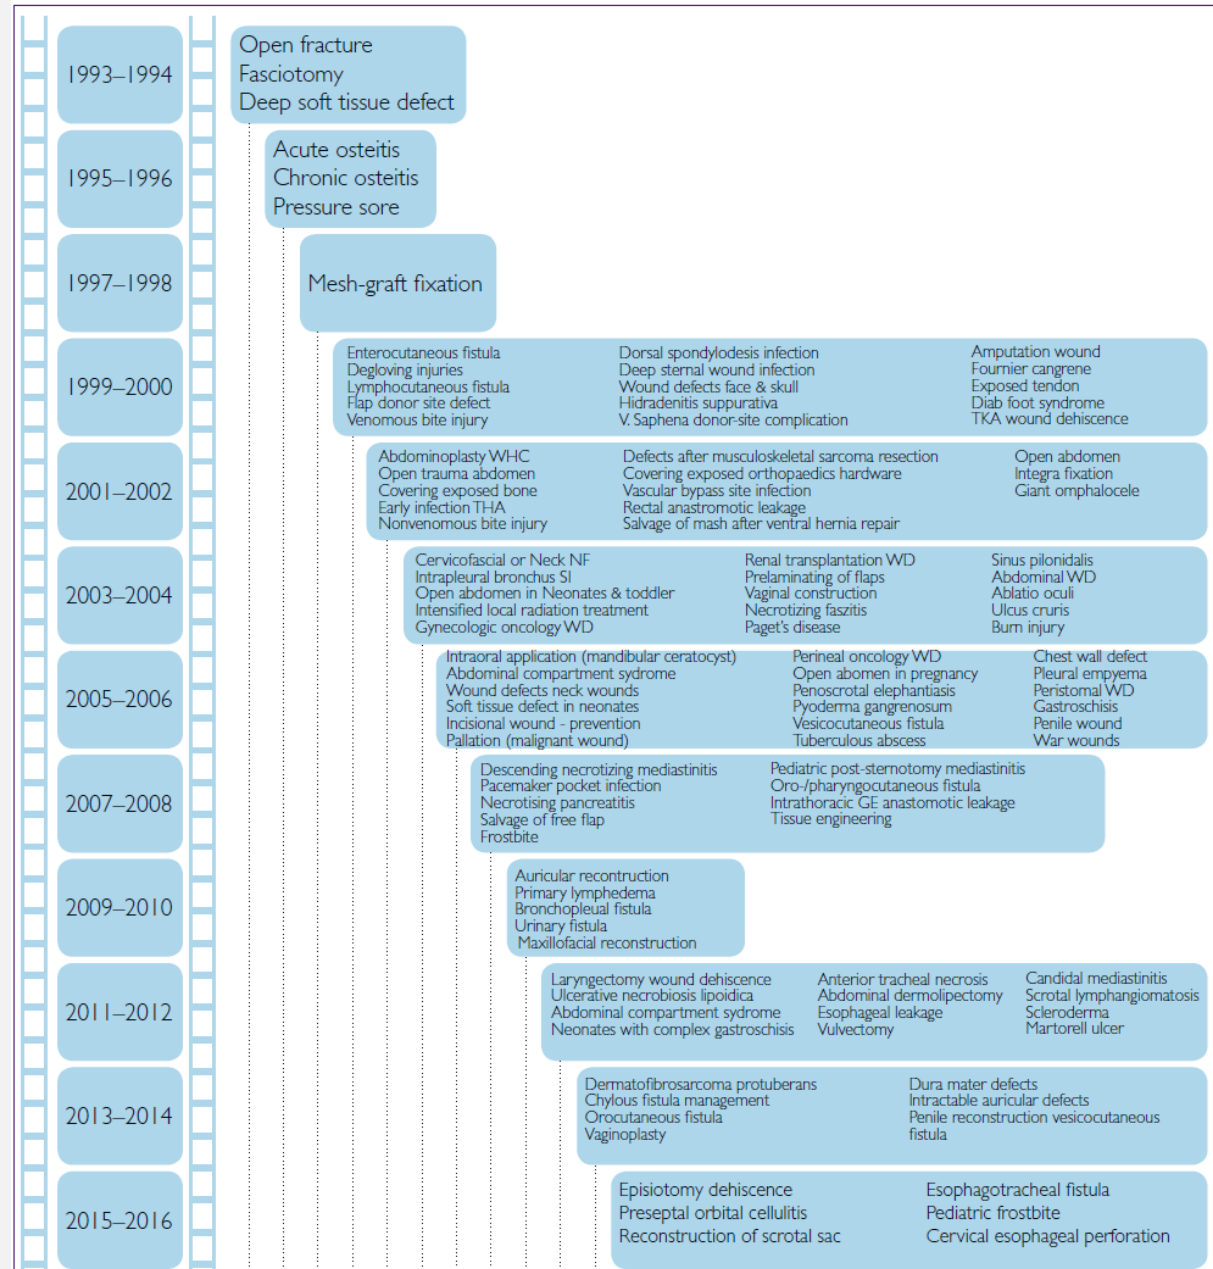 1993–1994
Open fracture
Fasciotomy
Deep soft tissue defect
1995–1996
Acute osteitis
Chronic osteitis
Pressure sore
1997–1998
Mesh-graft fixation
1999–2000
Enterocutaneous fistula
Degloving injuries
Lymphocutaneous fistula
Flap donor site defect
Venomous bite injury
Dorsal spondylodesis infection
Deep sternal wound infection
Wound defects face & skull
Hidradenitis suppurativa
V. Saphena donor-site complication
Amputation wound
Fournier cangrene
Exposed tendon
Diab foot syndrome
TKA wound dehiscence
2001–2002
Abdominoplasty WHC
Open trauma abdomen
Covering exposed bone
Early infection THA
Nonvenomous bite injury
Defects after musculoskeletal sarcoma resection
Covering exposed orthopaedics hardware
Vascular bypass site infection
Rectal anastromotic leakage
Salvage of mash after ventral hernia repair
Open abdomen
Integra fixation
Giant omphalocele
2003–2004
Cervicofascial or Neck NF
Intrapleural bronchus SI
Open abdomen in Neonates & toddler
Intensified local radiation treatment
Gynecologic oncology WD
Renal transplantation WD
Prelaminating of flaps
Vaginal construction
Necrotizing faszitis
Paget's disease
Sinus pilonidalis
Abdominal WD
Ablatio oculi
Ulcus cruris
Burn injury
2005–2006
Intraoral application (mandibular ceratocyst)
Abdominal compartment sydrome
Wound defects neck wounds
Soft tissue defect in neonates
Incisional wound - prevention
Pallation (malignant wound)
Perineal oncology WD
Open abomen in pregnancy
Penoscrotal elephantiasis
Pyoderma gangrenosum
Vesicocutaneous fistula
Tuberculous abscess
Chest wall defect
Pleural empyema
Peristomal WD
Gastroschisis
Penile wound
War wounds
2007–2008
Descending necrotizing mediastinitis
Pacemaker pocket infection
Necrotising pancreatitis
Salvage of free flap
Frostbite
Pediatric post-sternotomy mediastinitis
Oro-/pharyngocutaneous fistula
Intrathoracic GE anastomotic leakage
Tissue engineering
2009–2010
Auricular recontruction
Primary lymphedema
Bronchopleual fistula
Urinary fistula
Maxillofacial reconstruction
2011–2012
Laryngectomy wound dehiscence
Ulcerative necrobiosis lipoidica
Abdominal compartment sydrome
Neonates with complex gastroschisis
Anterior tracheal necrosis
Abdominal dermolipectomy
Esophageal leakage
Vulvectomy
Candidal mediastinitis
Scrotal lymphangiomatosis
Scleroderma
Martorell ulcer
2013–2014
Dermatofibrosarcoma protuberans
Chylous fistula management
Orocutaneous fistula
Vaginoplasty
Dura mater defects
Intractable auricular defects
Penile reconstruction vesicocutaneous
fistula
2015–2016
Episiotomy dehiscence
Preseptal orbital cellulitis
Reconstruction of scrotal sac
Esophagotracheal fistula
Pediatric frostbite
Cervical esophageal perforation